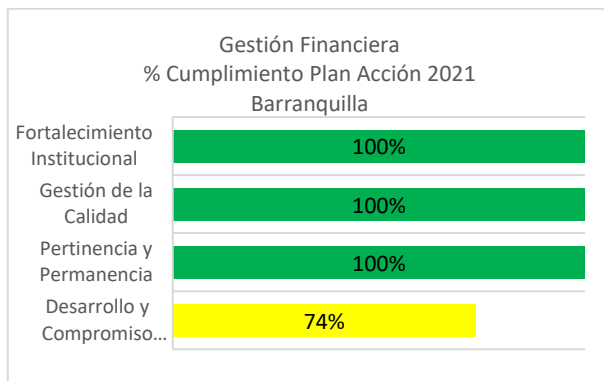 Gestión Financiera
% Cumplimiento Plan Acción 2021
Barranquilla
Fortalecimiento
Institucional
100%
Gestión de la
Calidad
100%
Pertinencia y
Permanencia
100%
Desarrollo y
Compromiso...
74%